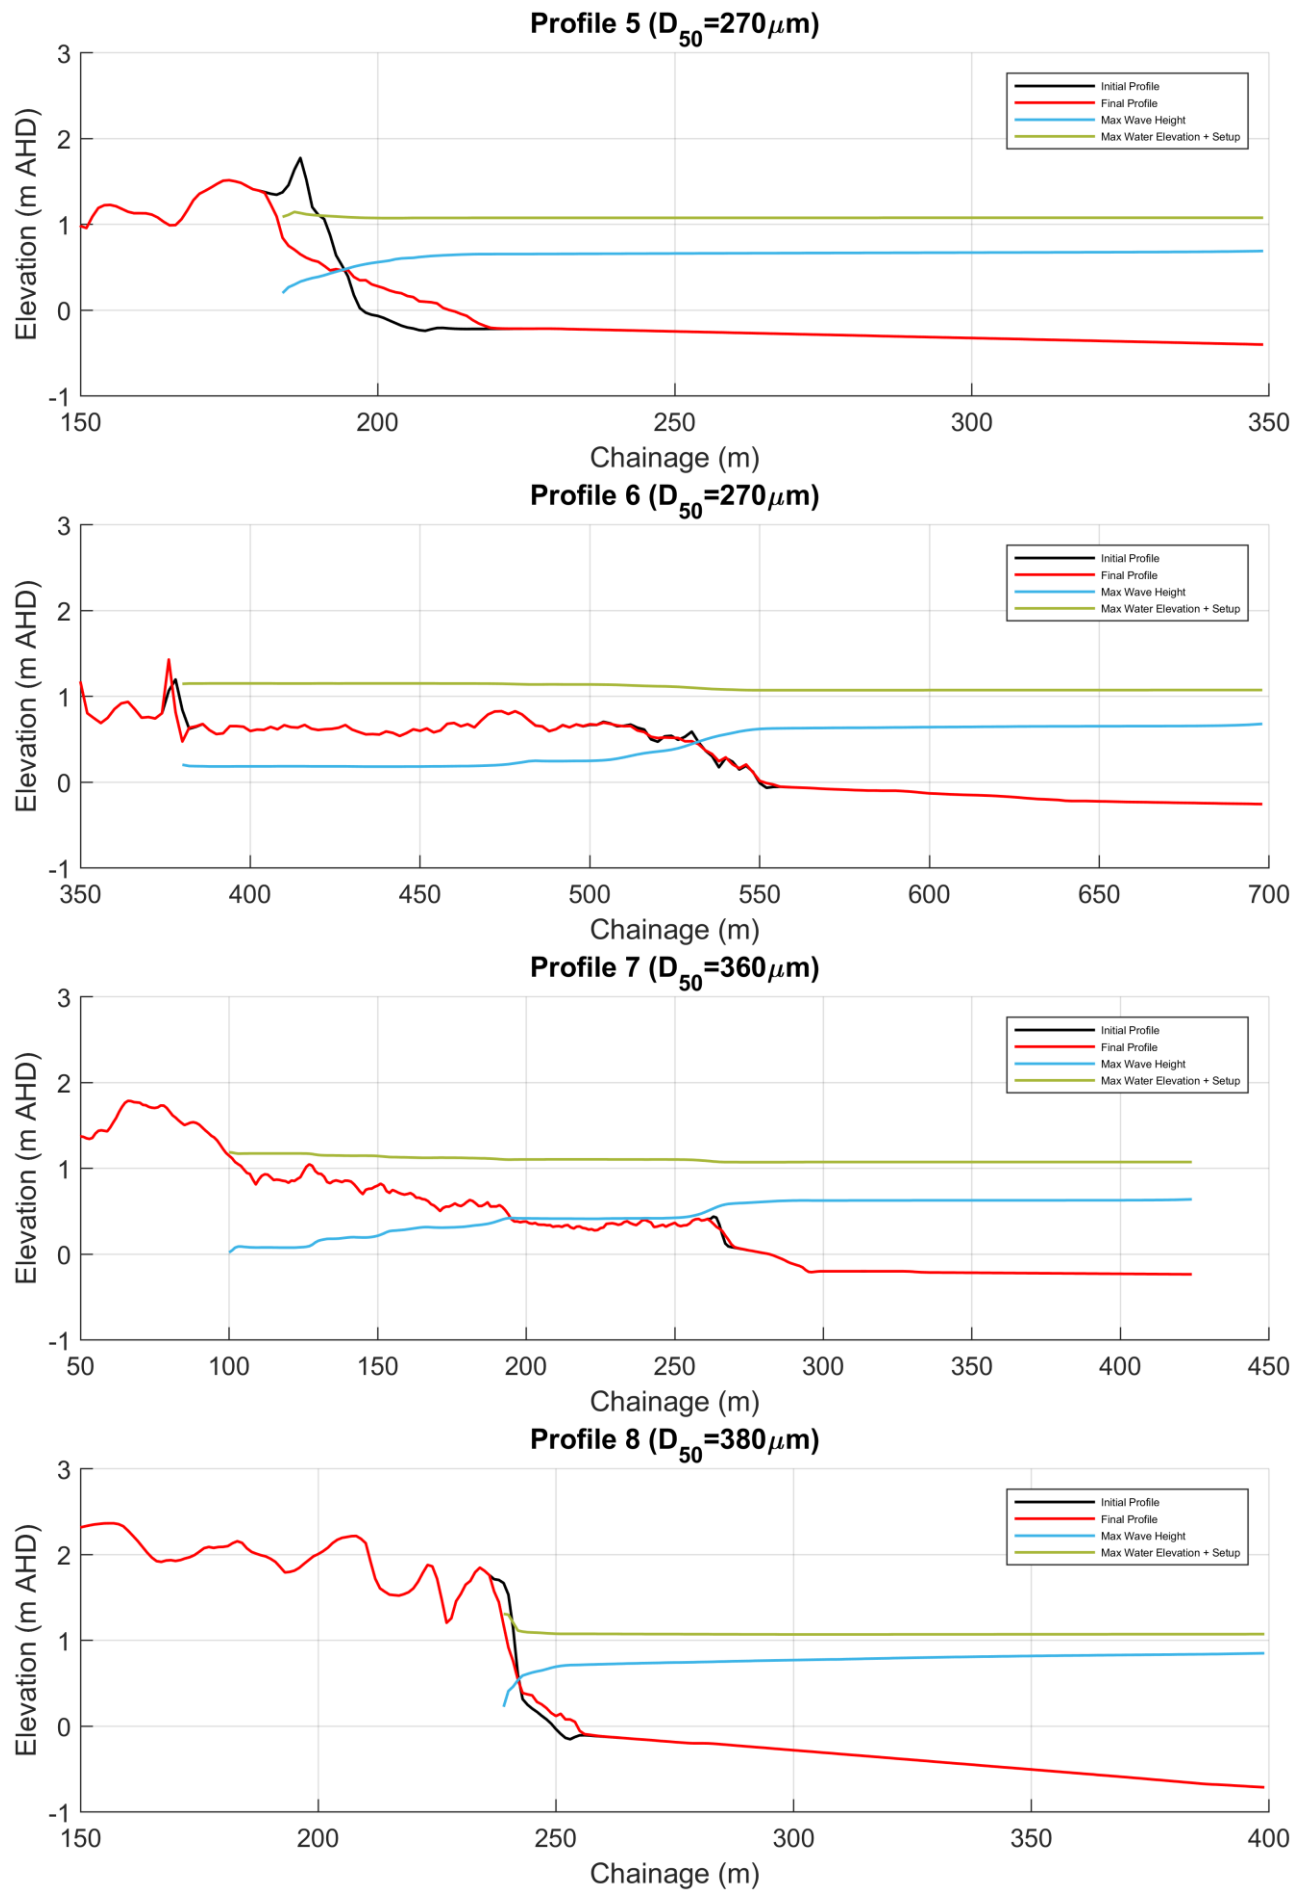 Profile 5 (D50=270μm)
3
2
1
0
-1
Elevation (m AHD)
Initial Profile
Final Profile
Max Wave Height
Max Water Elevation + Setup
150 200 250 300 350
Chainage (m)
Profile 6 (D50=270μm)
3
2
1
0
-1
Elevation (m AHD)
Initial Profile
Final Profile
Max Wave Height
Max Water Elevation + Setup
350 400 450 500 550 600 650 700
Chainage (m)
Profile 7 (D50=360μm)
3
2
1
0
-1
Elevation (m AHD)
Initial Profile
Final Profile
Max Wave Height
Max Water Elevation + Setup
50 100 150 200 250 300 350 400 450
Chainage (m)
Profile 8 (D50=380μm)
3
2
1
0
-1
Elevation (m AHD)
Initial Profile
Final Profile
Max Wave Height
Max Water Elevation + Setup
150 200 250 300 350 400
Chainage (m)